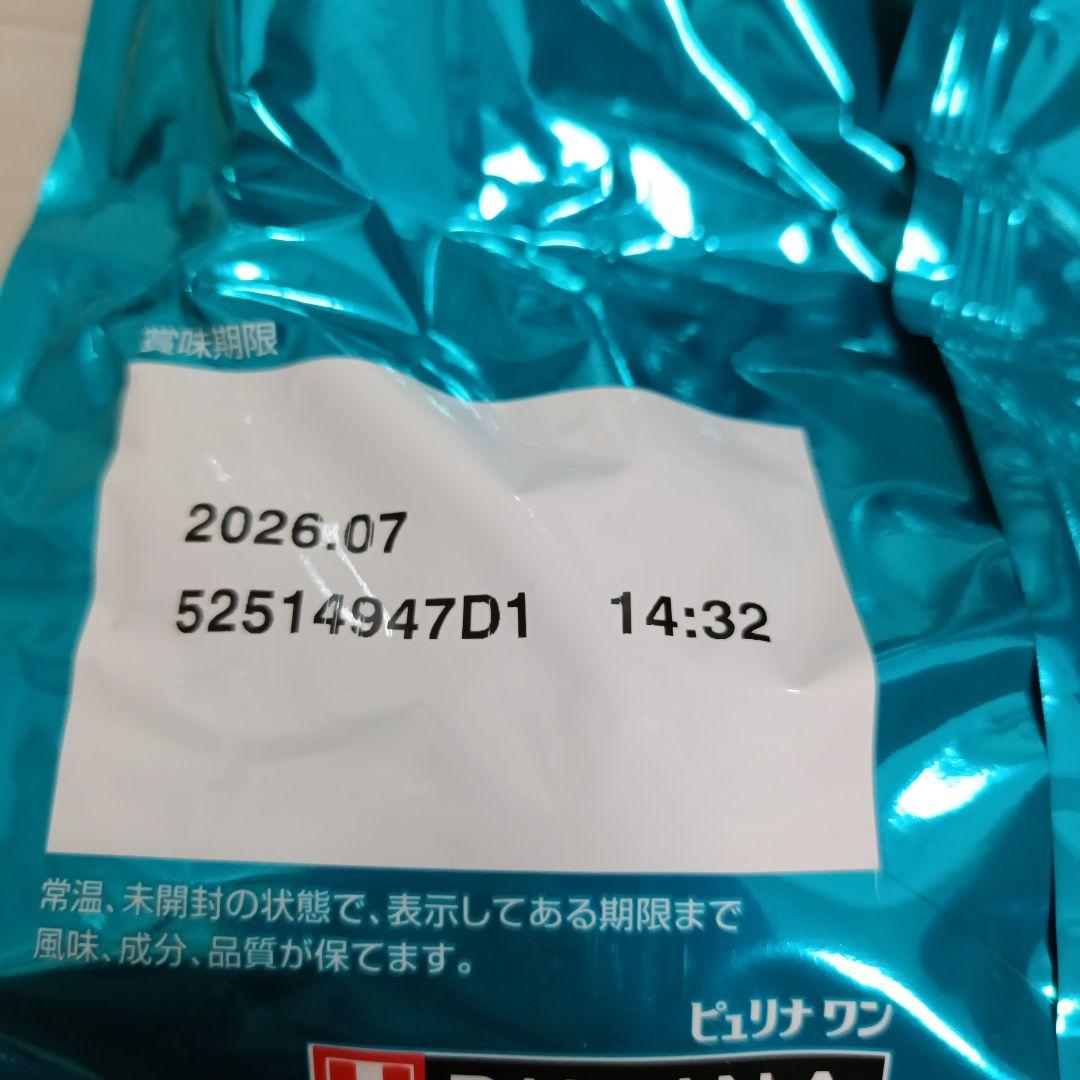 賞味期限
2026.07
52514947D1 14:32
常温、未開封の状態で、表示してある期限まで
風味、成分、品質が保てます。
ピュリナ ワン